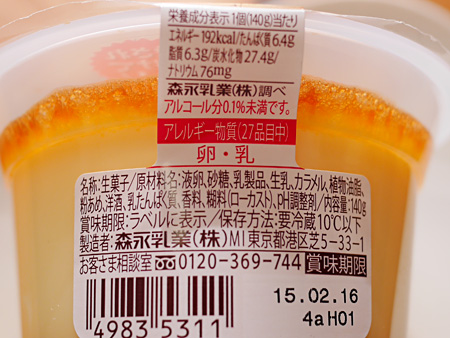 栄養成分表示 1個(140g)当たり
エネルギー192kcal/たんぱく質6.4g
脂質6.3g/炭水化物27.4g/
ナトリウム76mg
森永乳業(株)調べ
アルコール分0.1%未満です。
アレルギー物質(27品目中)
卵・乳
名称:生菓子/原材料名:液卵、砂糖、乳製品、生乳、カラメル、植物油脂、
粉あめ、洋酒、乳たんぱく質、香料、糊料(ローカスト)、pH調整剤/内容量:140g
賞味期限:ラベルに表示/保存方法:要冷蔵10℃以下
製造者:森永乳業(株)MI 東京都港区芝5-33-1
お客さま相談室 0120-369-744 賞味期限
15.02.16
4aH01
49835311